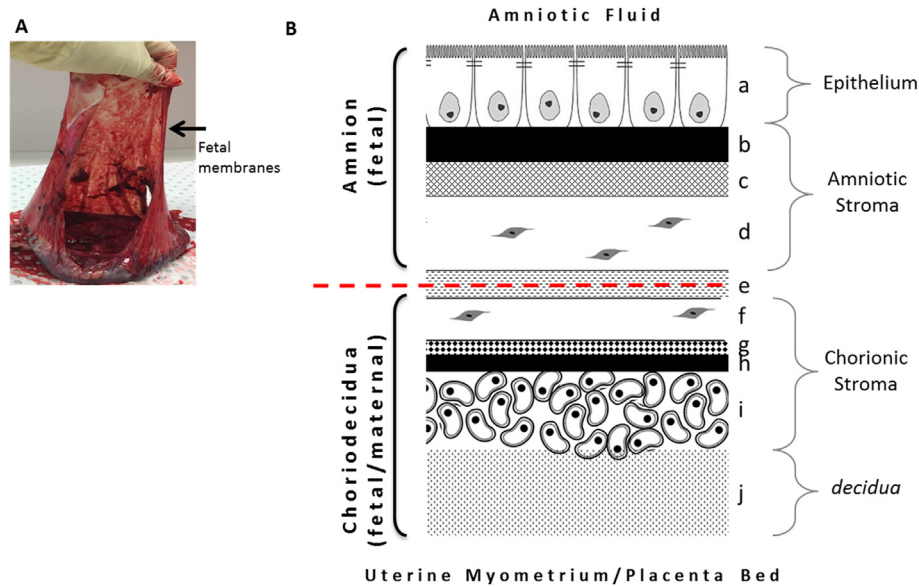 A
Fetal
membranes
B
Amniotic Fluid
Amnion
(fetal)
Choriodecidua
(fetal/maternal)
a
b
c
d
e
f
g
h
i
j
Epithelium
Amniotic
Stroma
Chorionic
Stroma
decidua
Uterine Myometrium/Placenta Bed